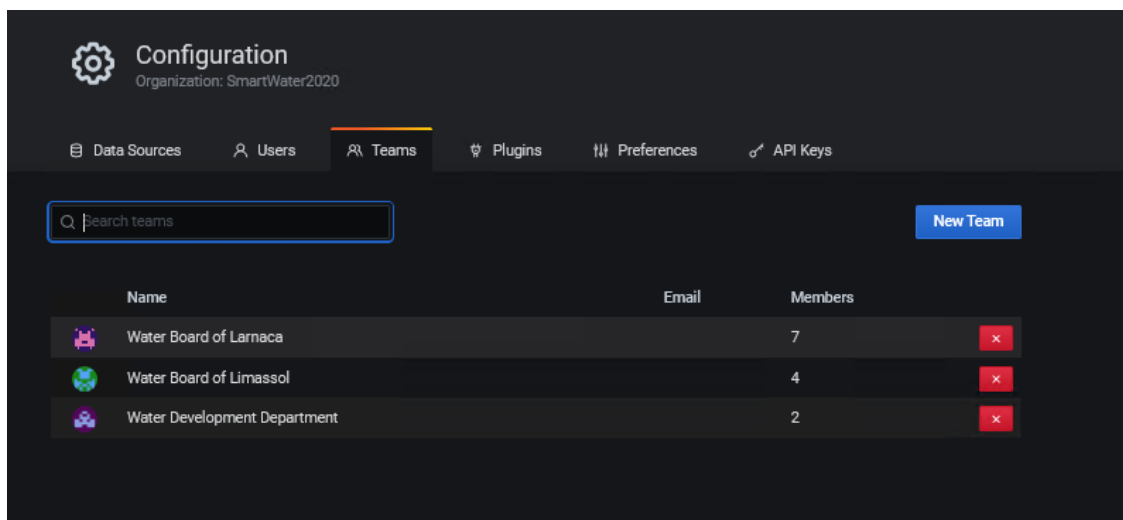 Configuration
Organization: SmartWater2020
Data Sources Users Teams Plugins Preferences API Keys
Search teams New Team
Name Email Members
Water Board of Larnaca 7 ×
Water Board of Limassol 4 ×
Water Development Department 2 ×